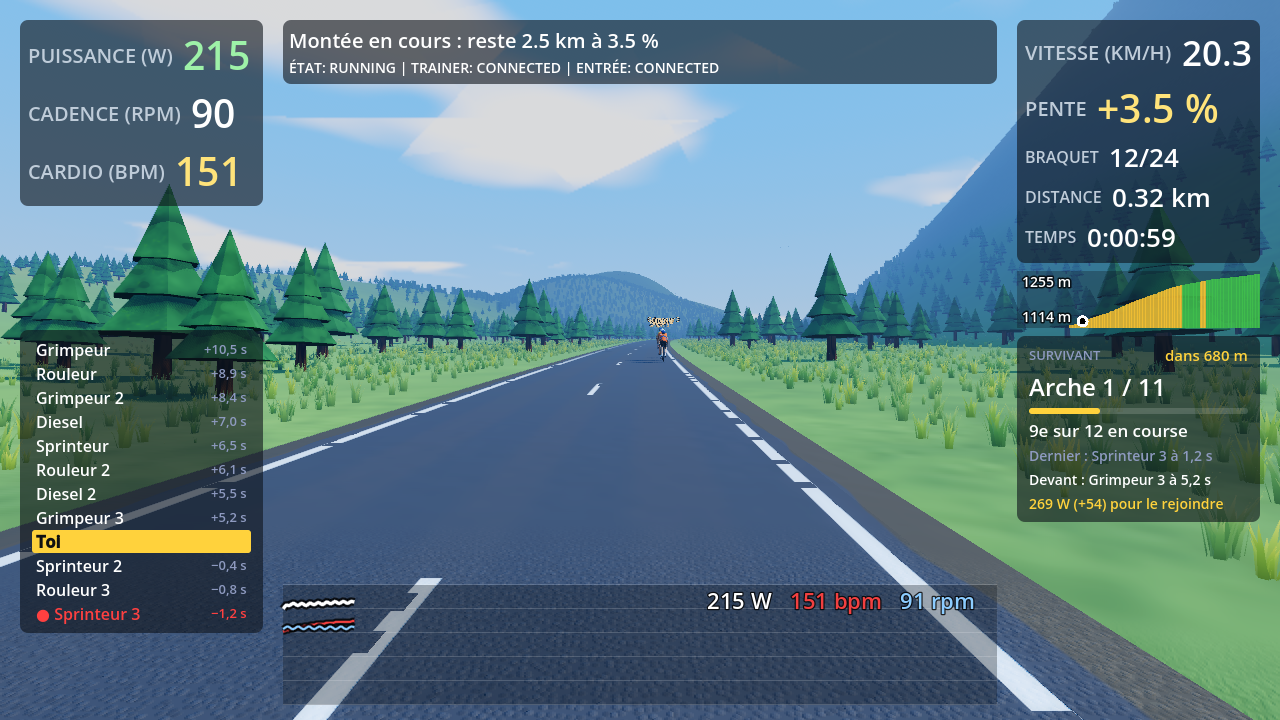 PUISSANCE (W) 215
CADENCE (RPM) 90
CARDIO (BPM) 151
Montée en cours : reste 2.5 km à 3.5 %
ÉTAT: RUNNING | TRAINER: CONNECTED | ENTRÉE: CONNECTED
VITESSE (KM/H) 20.3
PENTE +3.5 %
BRAQUET 12/24
DISTANCE 0.32 km
TEMPS 0:00:59
1255 m
1114 m
SURVIVANT dans 680 m
Arche 1 / 11
9e sur 12 en course
Dernier : Sprinteur 3 à 1,2 s
Devant : Grimpeur 3 à 5,2 s
269 W (+54) pour le rejoindre
Grimpeur +10,5 s
Rouleur +8,9 s
Grimpeur 2 +8,4 s
Diesel +7,0 s
Sprinteur +6,5 s
Rouleur 2 +6,1 s
Diesel 2 +5,5 s
Grimpeur 3 +5,2 s
Toi
Sprinteur 2 −0,4 s
Rouleur 3 −0,8 s
Sprinteur 3 −1,2 s
215 W 151 bpm 91 rpm